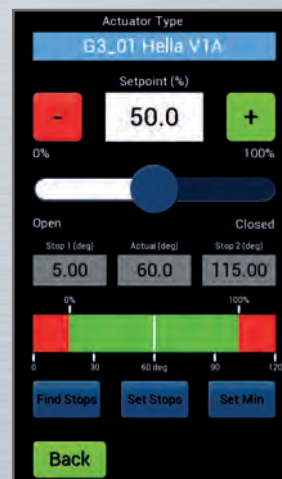 Actuator Type
G3_01 Hella V1A
Setpoint (%)
- 50.0 +
0% 100%
Open Closed
Stop 1 (deg) Actual (deg) Stop 2 (deg)
5.00 60.0 115.00
0% 100%
0 30 60 deg 90 120
Find Stops Set Stops Set Min
Back